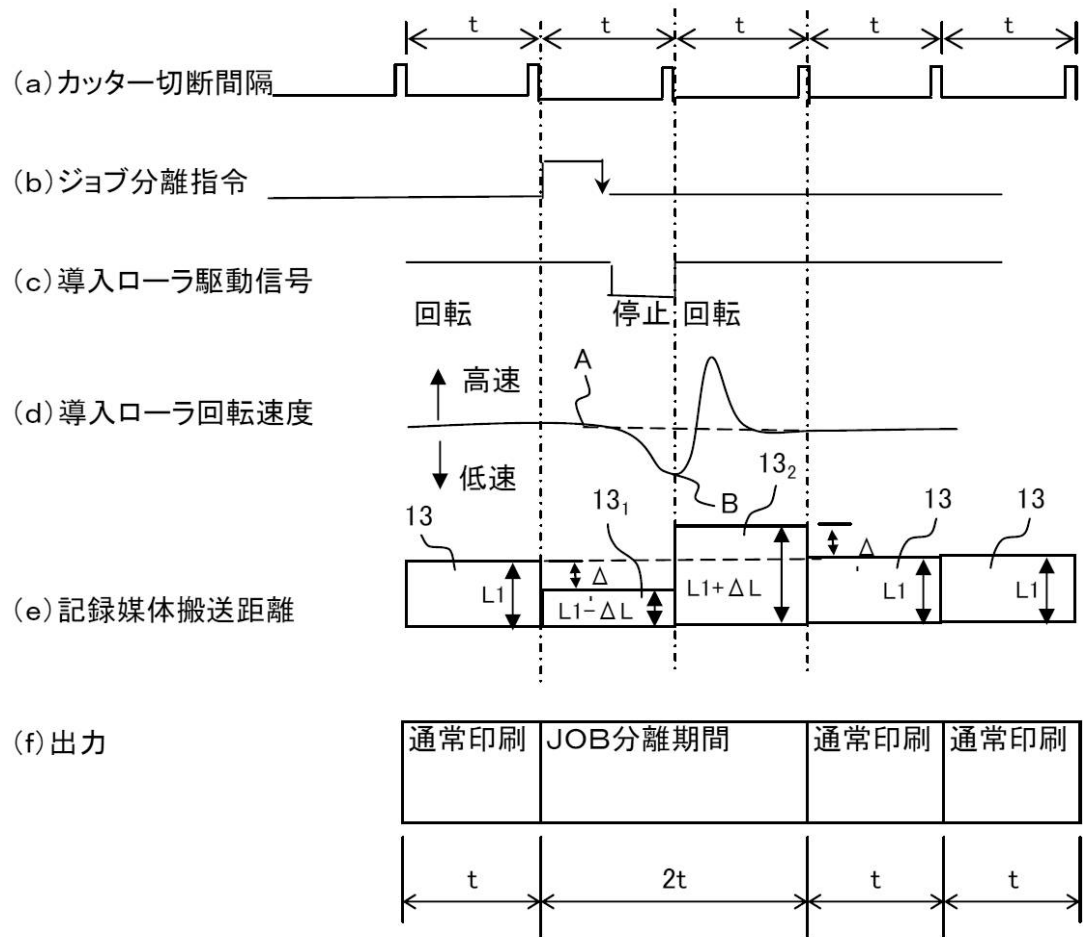 t t t t t
(a)カッター切断間隔
(b)ジョブ分離指令
(c)導入ローラ駆動信号
回転 停止 回転
A
高速
(d)導入ローラ回転速度
低速
B
13 13₁ 13₂ 13 13
Δ Δ
L1 L1-ΔL L1+ΔL L1 L1
(e)記録媒体搬送距離
(f)出力
通常印刷 JOB分離期間 通常印刷 通常印刷
t 2t t t